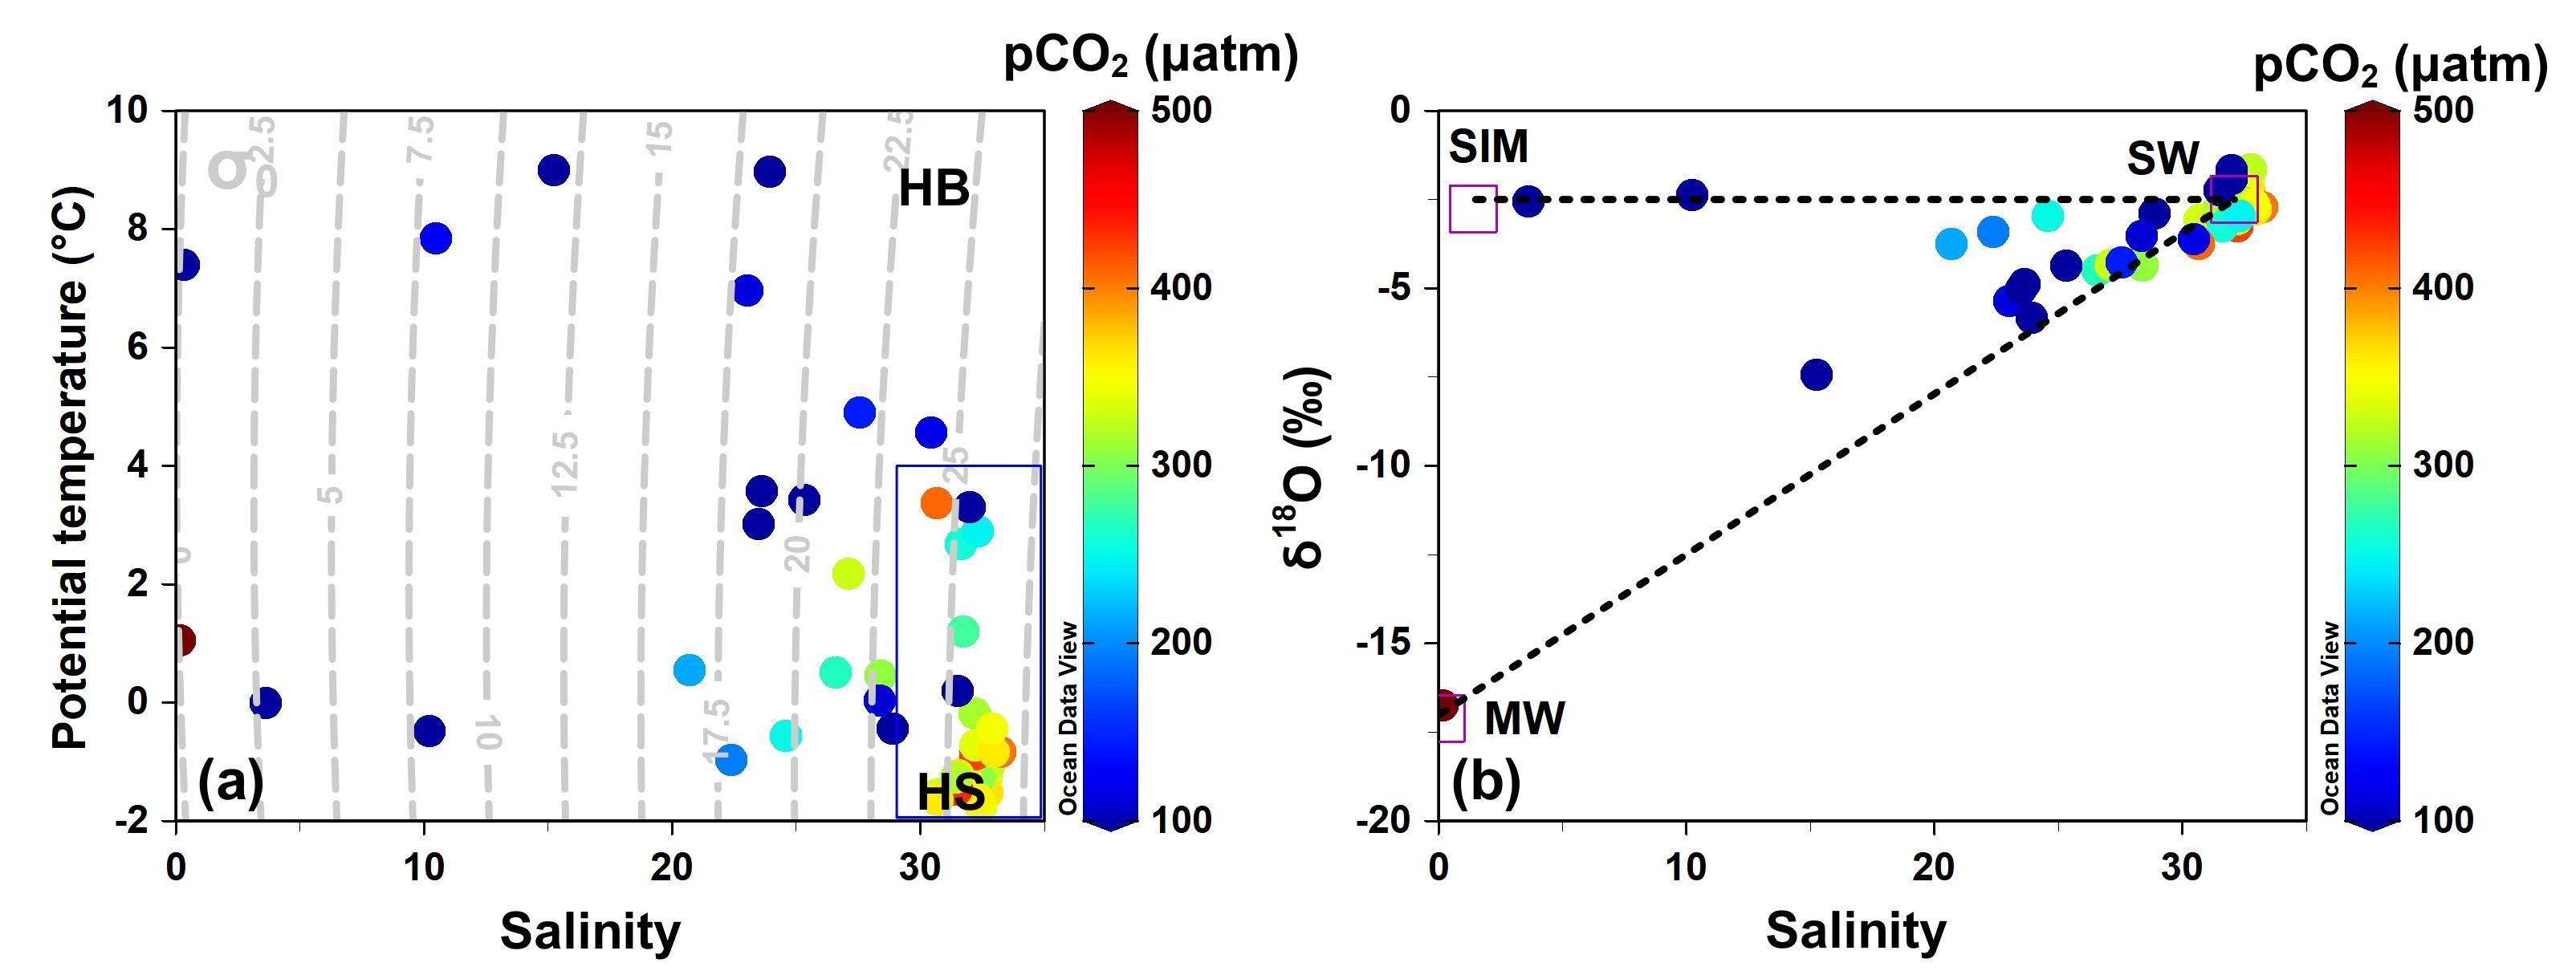 pCO₂ (µatm)
10
8
6
4
2
0
-2
Potential temperature (°C)
0
10
20
30
Salinity
σ0
0
2.5
5
7.5
10
12.5
15
17.5
20
22.5
25
HB
HS
(a)
Ocean Data View
500
400
300
200
100
pCO₂ (µatm)
0
-5
-10
-15
-20
δ¹⁸O (‰)
0
10
20
30
Salinity
SIM
SW
MW
(b)
Ocean Data View
500
400
300
200
100